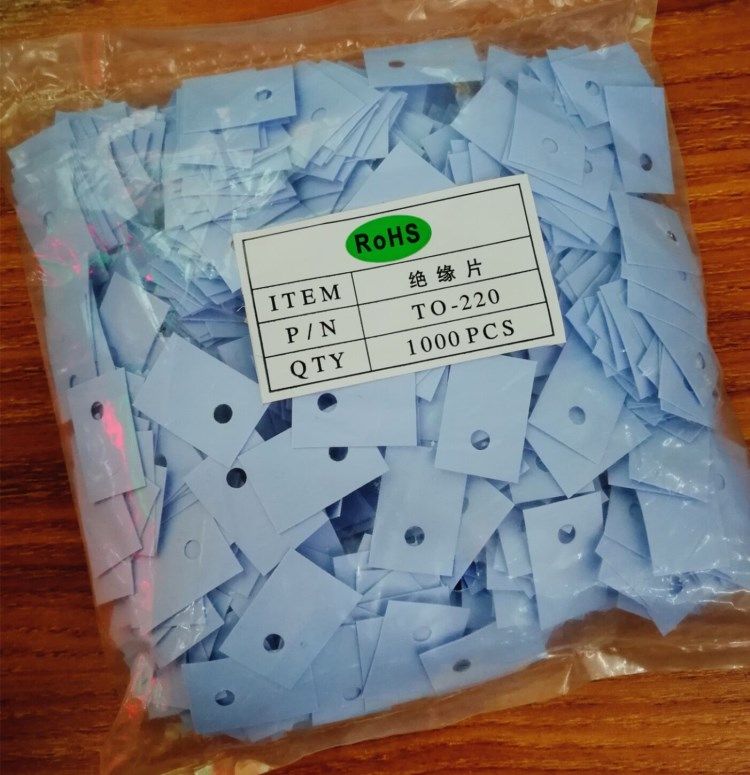 RoHS
ITEM 绝缘片
P/N TO-220
QTY 1000PCS